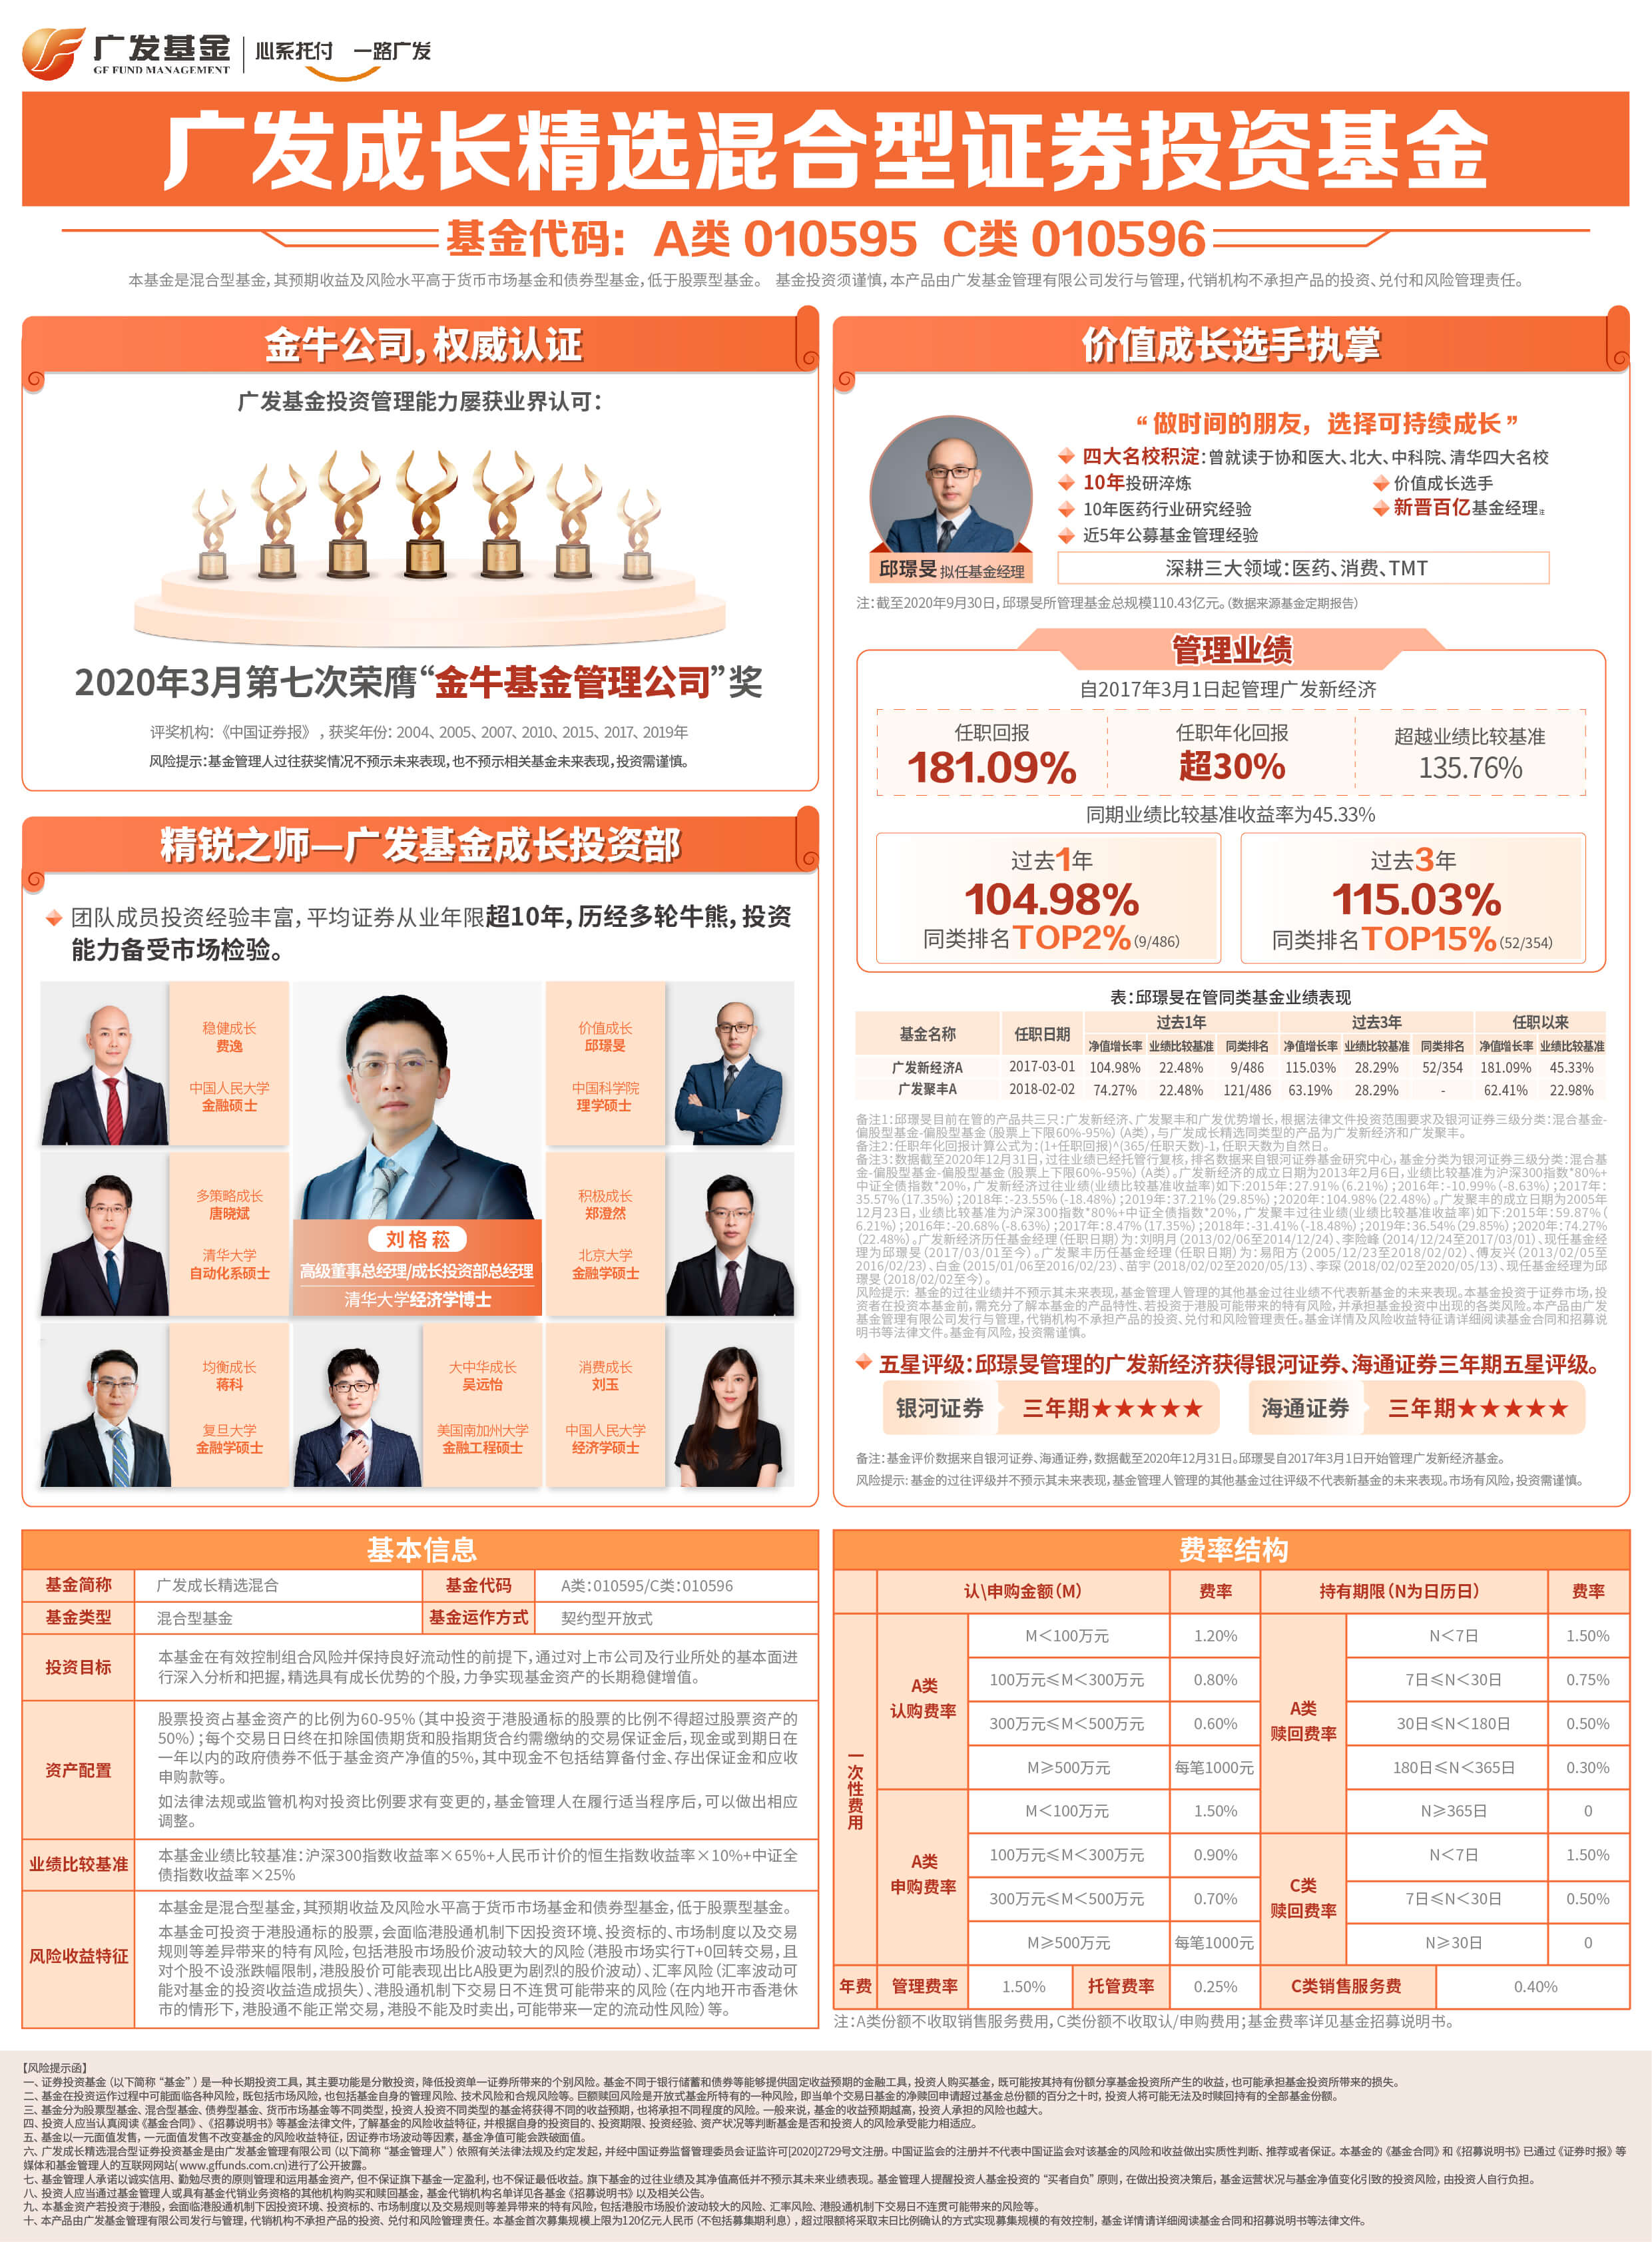 广发基金
GF FUND MANAGEMENT
心系托付 一路广发
广发成长精选混合型证券投资基金
基金代码：A类 010595 C类 010596
本基金是混合型基金，其预期收益及风险水平高于货币市场基金和债券型基金，低于股票型基金。 基金投资须谨慎，本产品由广发基金管理有限公司发行与管理，代销机构不承担产品的投资、兑付和风险管理责任。
金牛公司，权威认证
广发基金投资管理能力屡获业界认可：
2020年3月第七次荣膺“金牛基金管理公司”奖
评奖机构：《中国证券报》，获奖年份：2004、2005、2007、2010、2015、2017、2019年
风险提示：基金管理人过往获奖情况不预示未来表现，也不预示相关基金未来表现，投资需谨慎。
精锐之师—广发基金成长投资部
团队成员投资经验丰富，平均证券从业年限超10年，历经多轮牛熊，投资
能力备受市场检验。
稳健成长
费逸
中国人民大学
金融硕士
价值成长
邱璟旻
中国科学院
理学硕士
多策略成长
唐晓斌
清华大学
自动化系硕士
刘格菘
高级董事总经理/成长投资部总经理
清华大学经济学博士
积极成长
郑澄然
北京大学
金融学硕士
均衡成长
蒋科
复旦大学
金融学硕士
大中华成长
吴远怡
美国南加州大学
金融工程硕士
消费成长
刘玉
中国人民大学
经济学硕士
价值成长选手执掌
“做时间的朋友，选择可持续成长”
四大名校积淀：曾就读于协和医大、北大、中科院、清华四大名校
10年投研淬炼
价值成长选手
10年医药行业研究经验
新晋百亿基金经理注
近5年公募基金管理经验
邱璟旻 拟任基金经理
深耕三大领域：医药、消费、TMT
注：截至2020年9月30日，邱璟旻所管理基金总规模110.43亿元。（数据来源基金定期报告）
管理业绩
自2017年3月1日起管理广发新经济
任职回报 任职年化回报 超越业绩比较基准
181.09% 超30% 135.76%
同期业绩比较基准收益率为45.33%
过去1年 过去3年
104.98% 115.03%
同类排名TOP2%（9/486） 同类排名TOP15%（52/354）
表：邱璟旻在管同类基金业绩表现
基金名称 任职日期 过去1年 过去3年 任职以来
净值增长率 业绩比较基准 同类排名 净值增长率 业绩比较基准 同类排名 净值增长率 业绩比较基准
广发新经济A 2017-03-01 104.98% 22.48% 9/486 115.03% 28.29% 52/354 181.09% 45.33%
广发聚丰A 2018-02-02 74.27% 22.48% 121/486 63.19% 28.29% - 62.41% 22.98%
备注1：邱璟旻目前在管的产品共三只：广发新经济、广发聚丰和广发优势增长，根据法律文件投资范围要求及银河证券三级分类：混合基金-
偏股型基金-偏股型基金（股票上下限60%-95%）（A类），与广发成长精选同类型的产品为广发新经济和广发聚丰。
备注2：任职年化回报计算公式为：(1+任职回报)^(365/任职天数)-1，任职天数为自然日。
备注3：数据截至2020年12月31日，过往业绩已经托管行复核，排名数据来自银河证券基金研究中心，基金分类为银河证券三级分类：混合基
金-偏股型基金-偏股型基金（股票上下限60%-95%）（A类）。广发新经济的成立日期为2013年2月6日，业绩比较基准为沪深300指数*80%+
中证全债指数*20%，广发新经济过往业绩(业绩比较基准收益率)如下：2015年：27.91%（6.21%）；2016年：-10.99%（-8.63%）；2017年：
35.57%（17.35%）；2018年：-23.55%（-18.48%）；2019年：37.21%（29.85%）；2020年：104.98%（22.48%）。广发聚丰的成立日期为2005年
12月23日，业绩比较基准为沪深300指数*80%+中证全债指数*20%，广发聚丰过往业绩(业绩比较基准收益率)如下：2015年：59.87%（
6.21%）；2016年：-20.68%（-8.63%）；2017年：8.47%（17.35%）；2018年：-31.41%（-18.48%）；2019年：36.54%（29.85%）；2020年：74.27%
（22.48%）。广发新经济历任基金经理（任职日期）为：刘明月（2013/02/06至2014/12/24）、李险峰（2014/12/24至2017/03/01）、现任基金经
理为邱璟旻（2017/03/01至今）。广发聚丰历任基金经理（任职日期）为：易阳方（2005/12/23至2018/02/02）、傅友兴（2013/02/05至
2016/02/23）、白金（2015/01/06至2016/02/23）、苗宇（2018/02/02至2020/05/13）、李琛（2018/02/02至2020/05/13）、现任基金经理为邱
璟旻（2018/02/02至今）。
风险提示：基金的过往业绩并不预示其未来表现，基金管理人管理的其他基金过往业绩不代表新基金的未来表现。本基金投资于证券市场，投
资者在投资本基金前，需充分了解本基金的产品特性、若投资于港股可能带来的特有风险，并承担基金投资中出现的各类风险。本产品由广发
基金管理有限公司发行与管理，代销机构不承担产品的投资、兑付和风险管理责任。基金详情及风险收益特征请详细阅读基金合同和招募说
明书等法律文件。基金有风险，投资需谨慎。
五星评级：邱璟旻管理的广发新经济获得银河证券、海通证券三年期五星评级。
银河证券 三年期★★★★★ 海通证券 三年期★★★★★
备注：基金评价数据来自银河证券、海通证券，数据截至2020年12月31日。邱璟旻自2017年3月1日开始管理广发新经济基金。
风险提示：基金的过往评级并不预示其未来表现，基金管理人管理的其他基金过往评级不代表新基金的未来表现。市场有风险，投资需谨慎。
基本信息
基金简称 广发成长精选混合 基金代码 A类：010595/C类：010596
基金类型 混合型基金 基金运作方式 契约型开放式
投资目标
本基金在有效控制组合风险并保持良好流动性的前提下，通过对上市公司及行业所处的基本面进
行深入分析和把握，精选具有成长优势的个股，力争实现基金资产的长期稳健增值。
资产配置
股票投资占基金资产的比例为60-95%（其中投资于港股通标的股票的比例不得超过股票资产的
50%）；每个交易日日终在扣除国债期货和股指期货合约需缴纳的交易保证金后，现金或到期日在
一年以内的政府债券不低于基金资产净值的5%，其中现金不包括结算备付金、存出保证金和应收
申购款等。
如法律法规或监管机构对投资比例要求有变更的，基金管理人在履行适当程序后，可以做出相应
调整。
业绩比较基准
本基金业绩比较基准：沪深300指数收益率×65%+人民币计价的恒生指数收益率×10%+中证全
债指数收益率×25%
风险收益特征
本基金是混合型基金，其预期收益及风险水平高于货币市场基金和债券型基金，低于股票型基金。
本基金可投资于港股通标的股票，会面临港股通机制下因投资环境、投资标的、市场制度以及交易
规则等差异带来的特有风险，包括港股市场股价波动较大的风险（港股市场实行T+0回转交易，且
对个股不设涨跌幅限制，港股股价可能表现出比A股更为剧烈的股价波动）、汇率风险（汇率波动可
能对基金的投资收益造成损失）、港股通机制下交易日不连贯可能带来的风险（在内地开市香港休
市的情形下，港股通不能正常交易，港股不能及时卖出，可能带来一定的流动性风险）等。
费率结构
认\申购金额（M） 费率 持有期限（N为日历日） 费率
一次性费用
A类
认购费率
M＜100万元 1.20%
100万元≤M＜300万元 0.80%
300万元≤M＜500万元 0.60%
M≥500万元 每笔1000元
A类
申购费率
M＜100万元 1.50%
100万元≤M＜300万元 0.90%
300万元≤M＜500万元 0.70%
M≥500万元 每笔1000元
A类
赎回费率
N＜7日 1.50%
7日≤N＜30日 0.75%
30日≤N＜180日 0.50%
180日≤N＜365日 0.30%
N≥365日 0
C类
赎回费率
N＜7日 1.50%
7日≤N＜30日 0.50%
N≥30日 0
年费 管理费率 1.50% 托管费率 0.25% C类销售服务费 0.40%
注：A类份额不收取销售服务费用，C类份额不收取认/申购费用；基金费率详见基金招募说明书。
【风险提示函】
一、证券投资基金（以下简称“基金”）是一种长期投资工具，其主要功能是分散投资，降低投资单一证券所带来的个别风险。基金不同于银行储蓄和债券等能够提供固定收益预期的金融工具，投资人购买基金，既可能按其持有份额分享基金投资所产生的收益，也可能承担基金投资所带来的损失。
二、基金在投资运作过程中可能面临各种风险，既包括市场风险，也包括基金自身的管理风险、技术风险和合规风险等。巨额赎回风险是开放式基金所特有的一种风险，即当单个交易日基金的净赎回申请超过基金总份额的百分之十时，投资人将可能无法及时赎回持有的全部基金份额。
三、基金分为股票型基金、混合型基金、债券型基金、货币市场基金等不同类型，投资人投资不同类型的基金将获得不同的收益预期，也将承担不同程度的风险。一般来说，基金的收益预期越高，投资人承担的风险也越大。
四、投资人应当认真阅读《基金合同》、《招募说明书》等基金法律文件，了解基金的风险收益特征，并根据自身的投资目的、投资期限、投资经验、资产状况等判断基金是否和投资人的风险承受能力相适应。
五、基金以一元面值发售，一元面值发售不改变基金的风险收益特征，因证券市场波动等因素，基金净值可能会跌破面值。
六、广发成长精选混合型证券投资基金是由广发基金管理有限公司（以下简称“基金管理人”）依照有关法律法规及约定发起，并经中国证券监督管理委员会证监许可[2020]2729号文注册。中国证监会的注册并不代表中国证监会对该基金的风险和收益做出实质性判断、推荐或者保证。本基金的《基金合同》和《招募说明书》已通过《证券时报》等
媒体和基金管理人的互联网网站( www.gffunds.com.cn)进行了公开披露。
七、基金管理人承诺以诚实信用、勤勉尽责的原则管理和运用基金资产，但不保证旗下基金一定盈利，也不保证最低收益。旗下基金的过往业绩及其净值高低并不预示其未来业绩表现。基金管理人提醒投资人基金投资的“买者自负”原则，在做出投资决策后，基金运营状况与基金净值变化引致的投资风险，由投资人自行负担。
八、投资人应当通过基金管理人或具有基金代销业务资格的其他机构购买和赎回基金，基金代销机构名单详见各基金《招募说明书》以及相关公告。
九、本基金资产若投资于港股，会面临港股通机制下因投资环境、投资标的、市场制度以及交易规则等差异带来的特有风险，包括港股市场股价波动较大的风险、汇率风险、港股通机制下交易日不连贯可能带来的风险等。
十、本产品由广发基金管理有限公司发行与管理，代销机构不承担产品的投资、兑付和风险管理责任。本基金首次募集规模上限为120亿元人民币（不包括募集期利息），超过限额将采取末日比例确认的方式实现募集规模的有效控制，基金详情请详细阅读基金合同和招募说明书等法律文件。